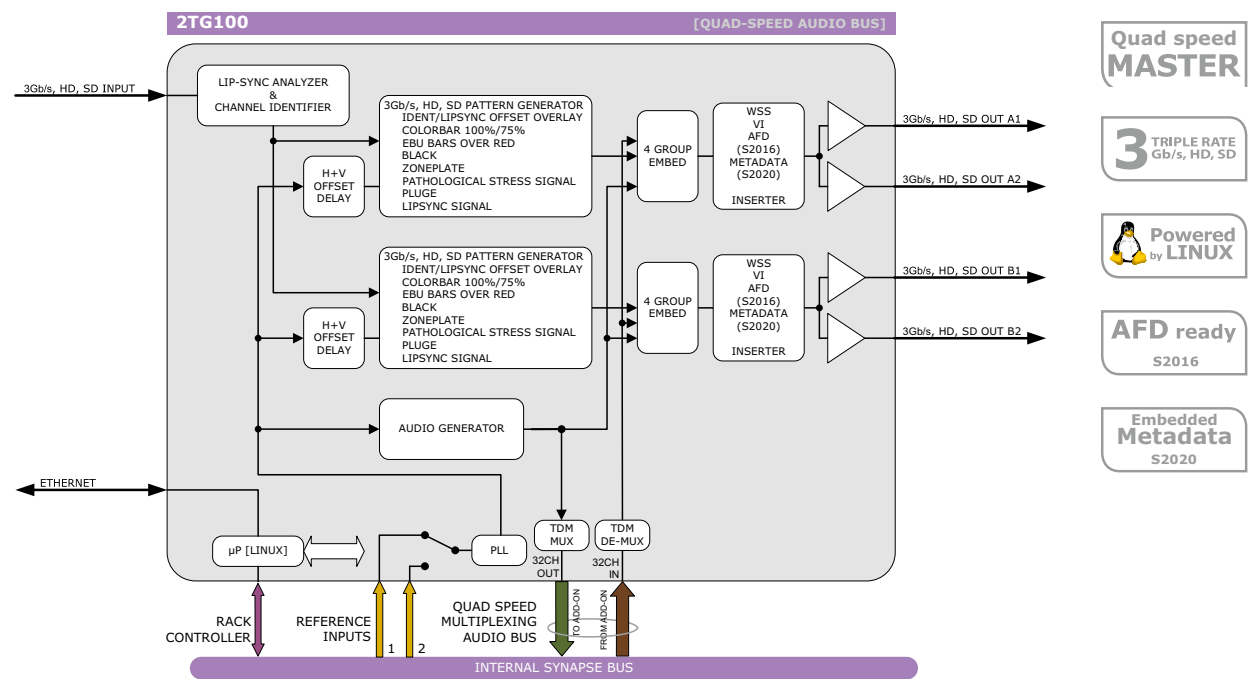 2TG100
[QUAD-SPEED AUDIO BUS]
Quad speed
MASTER
3Gb/s, HD, SD INPUT
LIP-SYNC ANALYZER
&
CHANNEL IDENTIFIER
3Gb/s, HD, SD PATTERN GENERATOR
IDENT/LIPSYNC OFFSET OVERLAY
COLORBAR 100%/75%
EBU BARS OVER RED
BLACK
ZONEPLATE
PATHOLOGICAL STRESS SIGNAL
PLUGE
LIPSYNC SIGNAL
H+V
OFFSET
DELAY
4 GROUP
EMBED
WSS
VI
AFD
(S2016)
METADATA
(S2020)
INSERTER
3Gb/s, HD, SD OUT A1
3Gb/s, HD, SD OUT A2
3 TRIPLE RATE
Gb/s, HD, SD
Powered
by LINUX
3Gb/s, HD, SD PATTERN GENERATOR
IDENT/LIPSYNC OFFSET OVERLAY
COLORBAR 100%/75%
EBU BARS OVER RED
BLACK
ZONEPLATE
PATHOLOGICAL STRESS SIGNAL
PLUGE
LIPSYNC SIGNAL
H+V
OFFSET
DELAY
4 GROUP
EMBED
WSS
VI
AFD
(S2016)
METADATA
(S2020)
INSERTER
3Gb/s, HD, SD OUT B1
3Gb/s, HD, SD OUT B2
AFD ready
S2016
Embedded
Metadata
S2020
AUDIO GENERATOR
ETHERNET
µP [LINUX]
PLL
TDM
MUX
TDM
DE-MUX
32CH
OUT
32CH
IN
RACK
CONTROLLER
REFERENCE
INPUTS
1
2
QUAD SPEED
MULTIPLEXING
AUDIO BUS
TO ADD-ON
FROM ADD-ON
INTERNAL SYNAPSE BUS